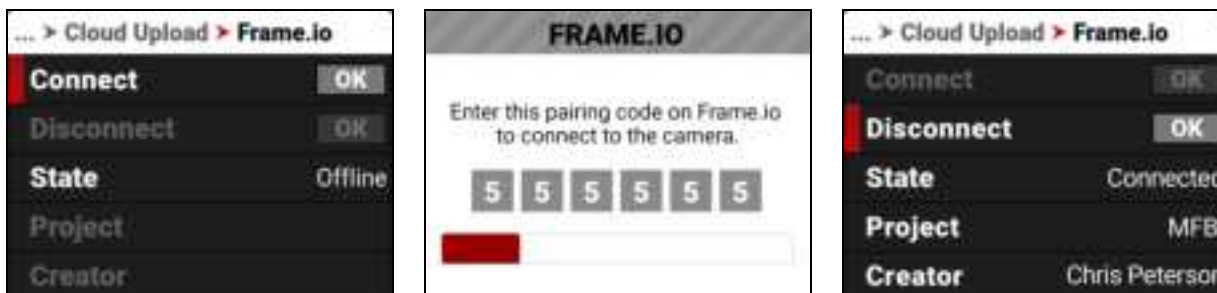 ... > Cloud Upload > Frame.io
Connect OK
Disconnect OK
State Offline
Project
Creator
FRAME.IO
Enter this pairing code on Frame.io
to connect to the camera.
5 5 5 5 5 5
... > Cloud Upload > Frame.io
Connect OK
Disconnect OK
State Connected
Project MFB
Creator Chris Peterson